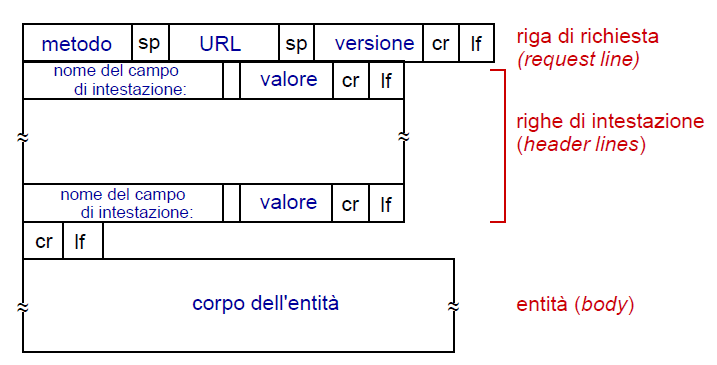 metodo sp URL sp versione cr lf riga di richiesta
(request line)
nome del campo
di intestazione: valore cr lf
righe di intestazione
(header lines)
nome del campo
di intestazione: valore cr lf
cr lf
corpo dell'entità entità (body)